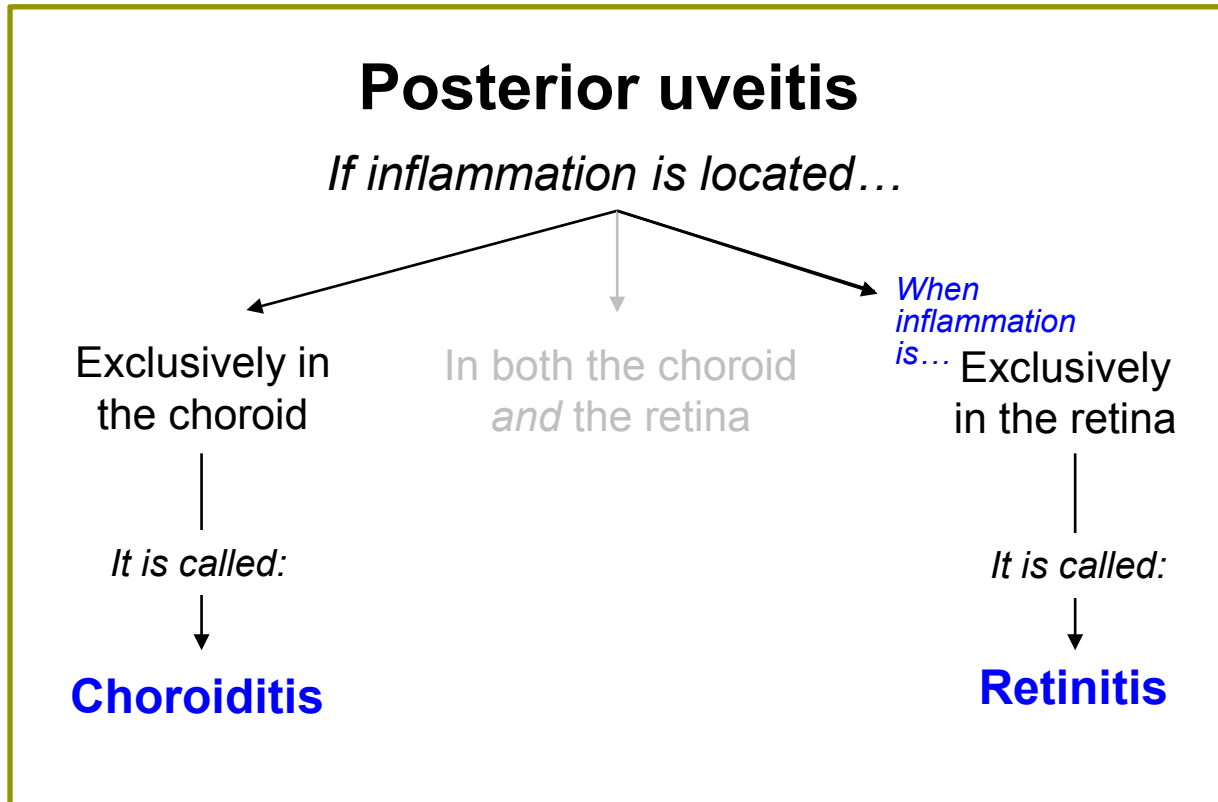 Posterior uveitis
If inflammation is located…
Exclusively in
the choroid
In both the choroid
and the retina
When
inflammation
is…
Exclusively
in the retina
It is called:
It is called:
Choroiditis
Retinitis